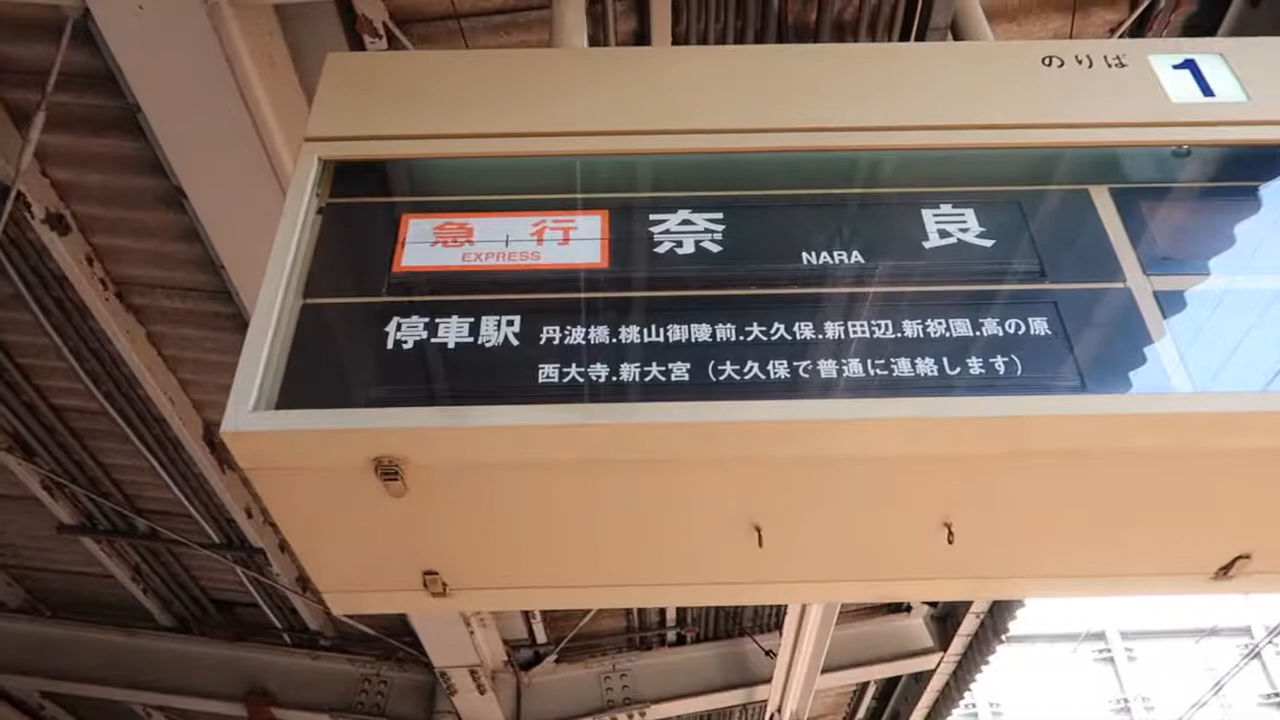 のりば 1
急行 奈良
EXPRESS NARA
停車駅 丹波橋.桃山御陵前.大久保.新田辺.新祝園.高の原
西大寺.新大宮（大久保で普通に連絡します）